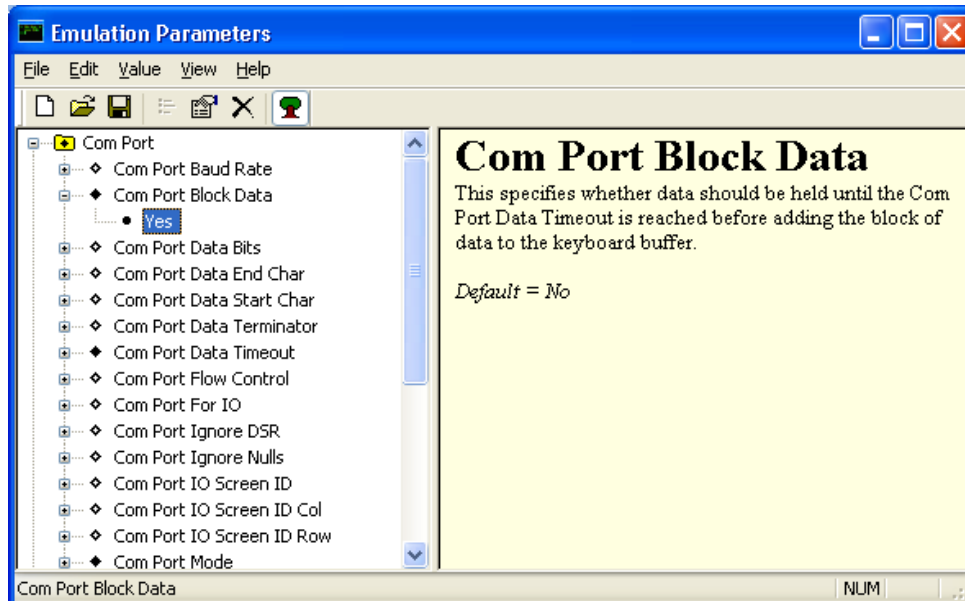 Emulation Parameters
File Edit Value View Help
Com Port
Com Port Baud Rate
Com Port Block Data
Yes
Com Port Data Bits
Com Port Data End Char
Com Port Data Start Char
Com Port Data Terminator
Com Port Data Timeout
Com Port Flow Control
Com Port For IO
Com Port Ignore DSR
Com Port Ignore Nulls
Com Port IO Screen ID
Com Port IO Screen ID Col
Com Port IO Screen ID Row
Com Port Mode
Com Port Block Data
This specifies whether data should be held until the Com
Port Data Timeout is reached before adding the block of
data to the keyboard buffer.
Default = No
Com Port Block Data
NUM